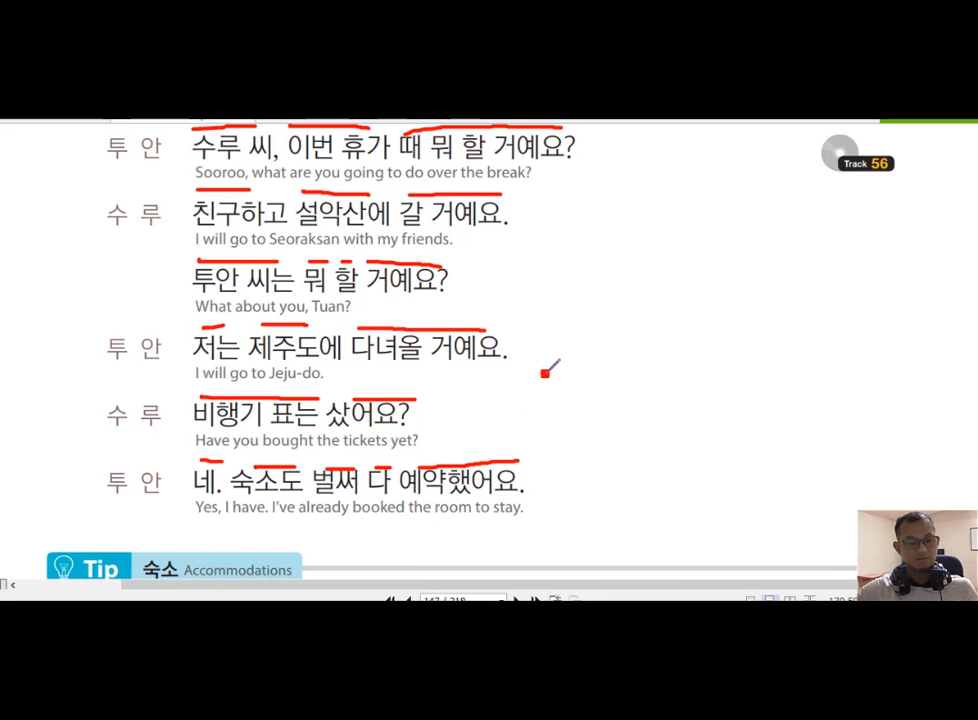 투 안 수루 씨, 이번 휴가 때 뭐 할 거예요?
Sooroo, what are you going to do over the break?
Track 56
수 루 친구하고 설악산에 갈 거예요.
I will go to Seoraksan with my friends.
투안 씨는 뭐 할 거예요?
What about you, Tuan?
투 안 저는 제주도에 다녀올 거예요.
I will go to Jeju-do.
수 루 비행기 표는 샀어요?
Have you bought the tickets yet?
투 안 네. 숙소도 벌써 다 예약했어요.
Yes, I have. I've already booked the room to stay.
Tip 숙소 Accommodations